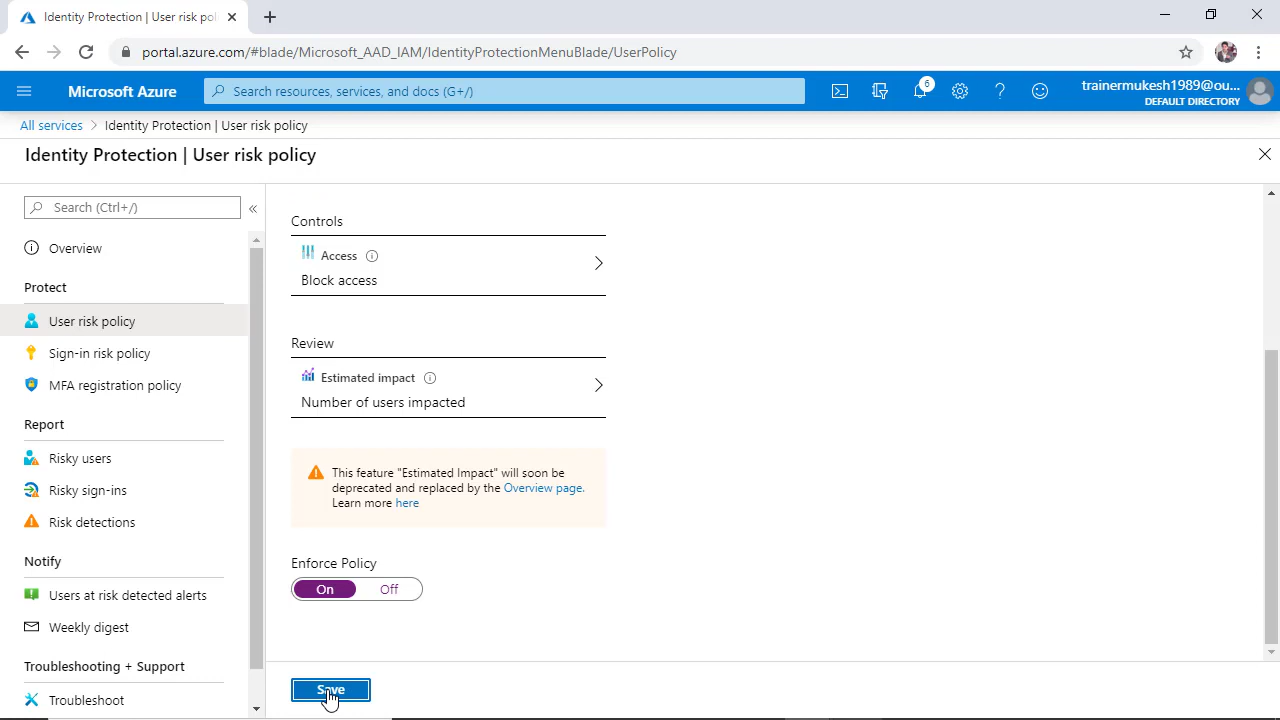 Identity Protection | User risk pol
portal.azure.com/#blade/Microsoft_AAD_IAM/IdentityProtectionMenuBlade/UserPolicy
Microsoft Azure
Search resources, services, and docs (G+/)
6
trainermukesh1989@ou...
DEFAULT DIRECTORY
All services > Identity Protection | User risk policy
Identity Protection | User risk policy
Search (Ctrl+/)
«
Overview
Protect
User risk policy
Sign-in risk policy
MFA registration policy
Report
Risky users
Risky sign-ins
Risk detections
Notify
Users at risk detected alerts
Weekly digest
Troubleshooting + Support
Troubleshoot
Controls
Access
Block access
Review
Estimated impact
Number of users impacted
This feature "Estimated Impact" will soon be
deprecated and replaced by the Overview page.
Learn more here
Enforce Policy
On Off
Save